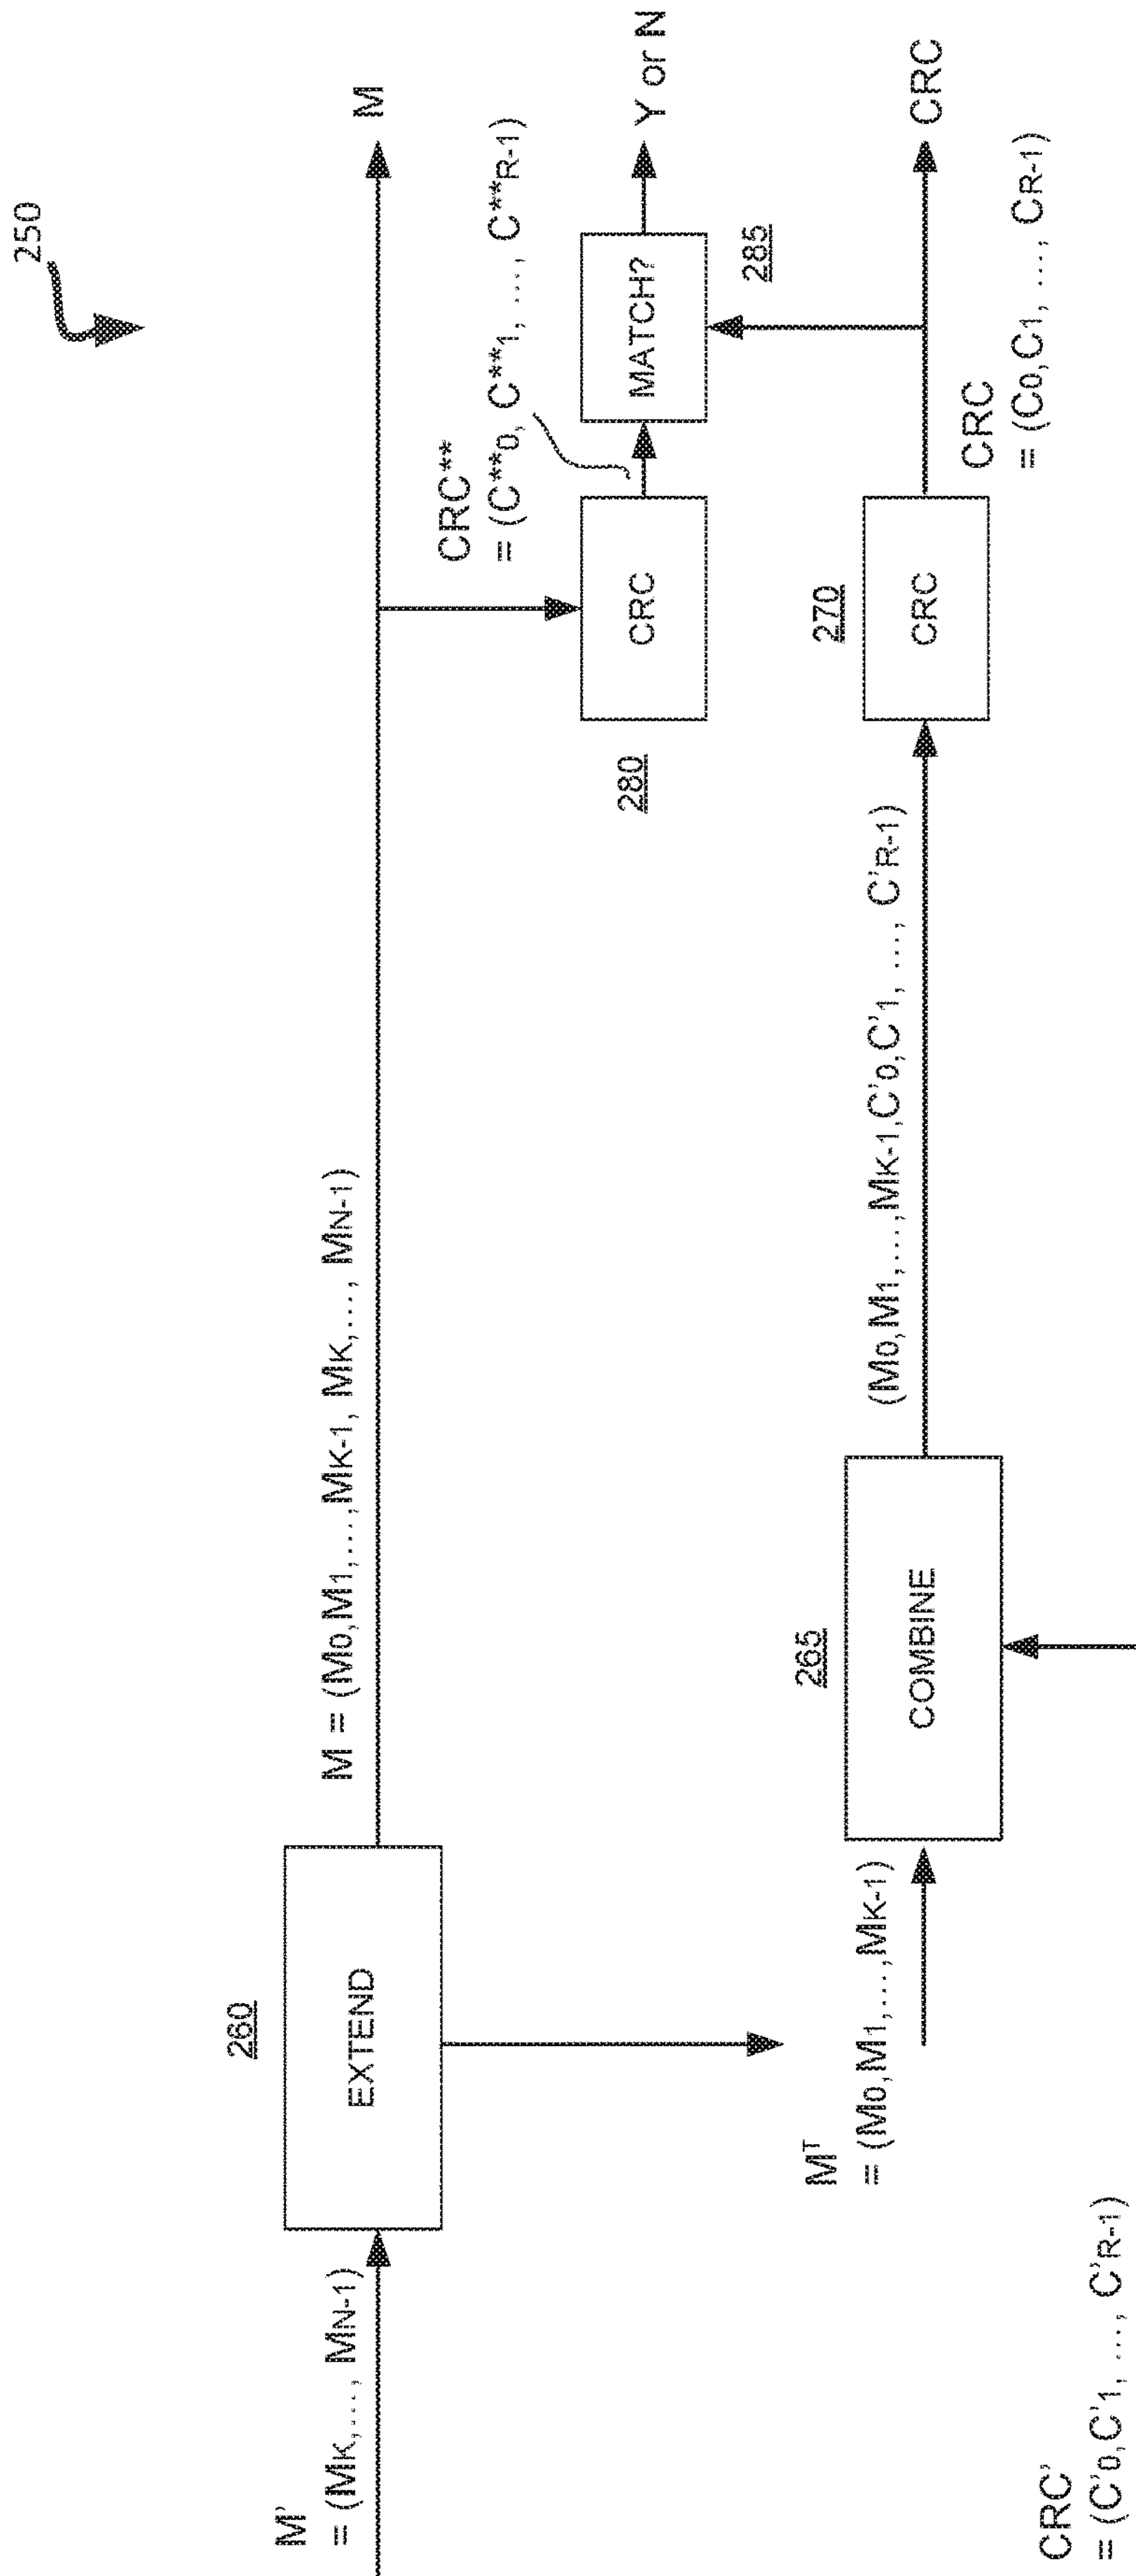 250
M'
= (MK,..., MN-1)
260
EXTEND
M = (M0,M1,...,MK-1, MK,..., MN-1)
M
CRC**
= (C**0, C**1, ..., C**R-1)
280
CRC
MATCH?
285
Y or N
MT
= (M0,M1,...,MK-1)
265
COMBINE
(M0,M1,...,MK-1,C'0,C'1, ..., C'R-1)
270
CRC
CRC
= (C0,C1, ..., CR-1)
CRC
CRC'
= (C'0,C'1, ..., C'R-1)